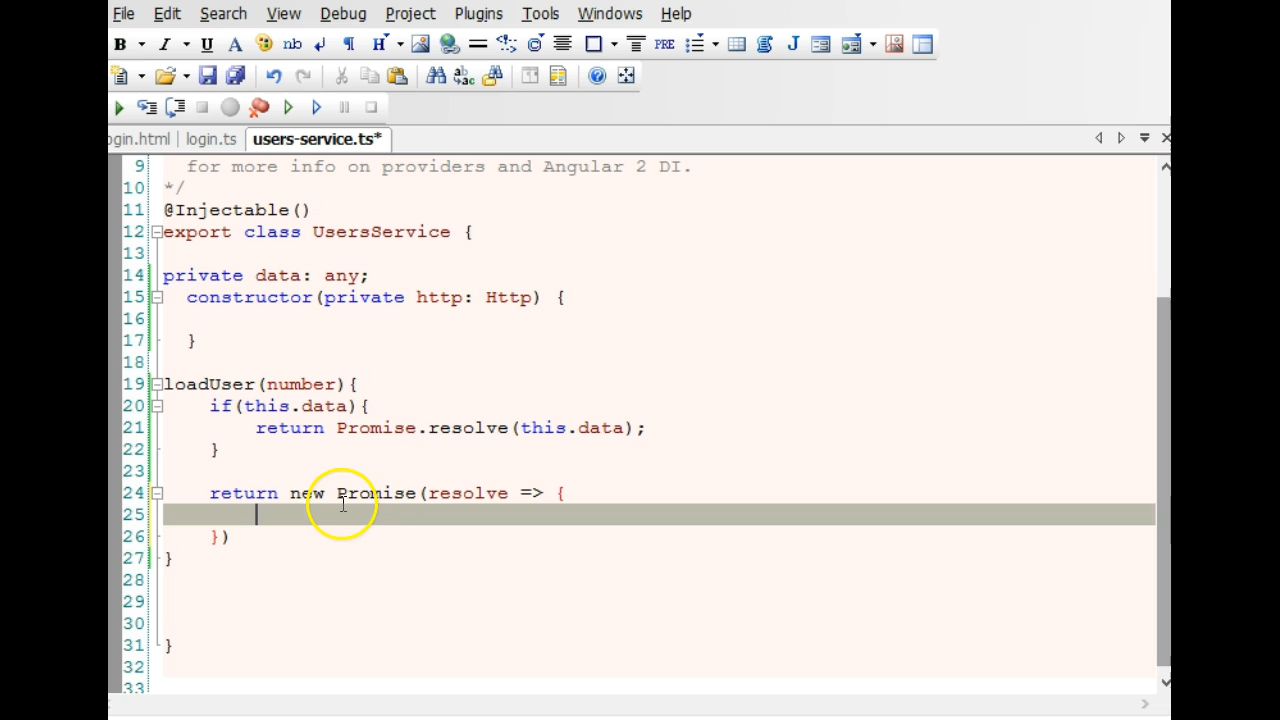 File Edit Search View Debug Project Plugins Tools Windows Help
B I U A nb H PRE J
ogin.html login.ts users-service.ts*
9 for more info on providers and Angular 2 DI.
10 */
11 @Injectable()
12 export class UsersService {
13
14 private data: any;
15 constructor(private http: Http) {
16
17 }
18
19 loadUser(number){
20 if(this.data){
21 return Promise.resolve(this.data);
22 }
23
24 return new Promise(resolve => {
25
26 })
27 }
28
29
30
31 }
32
33